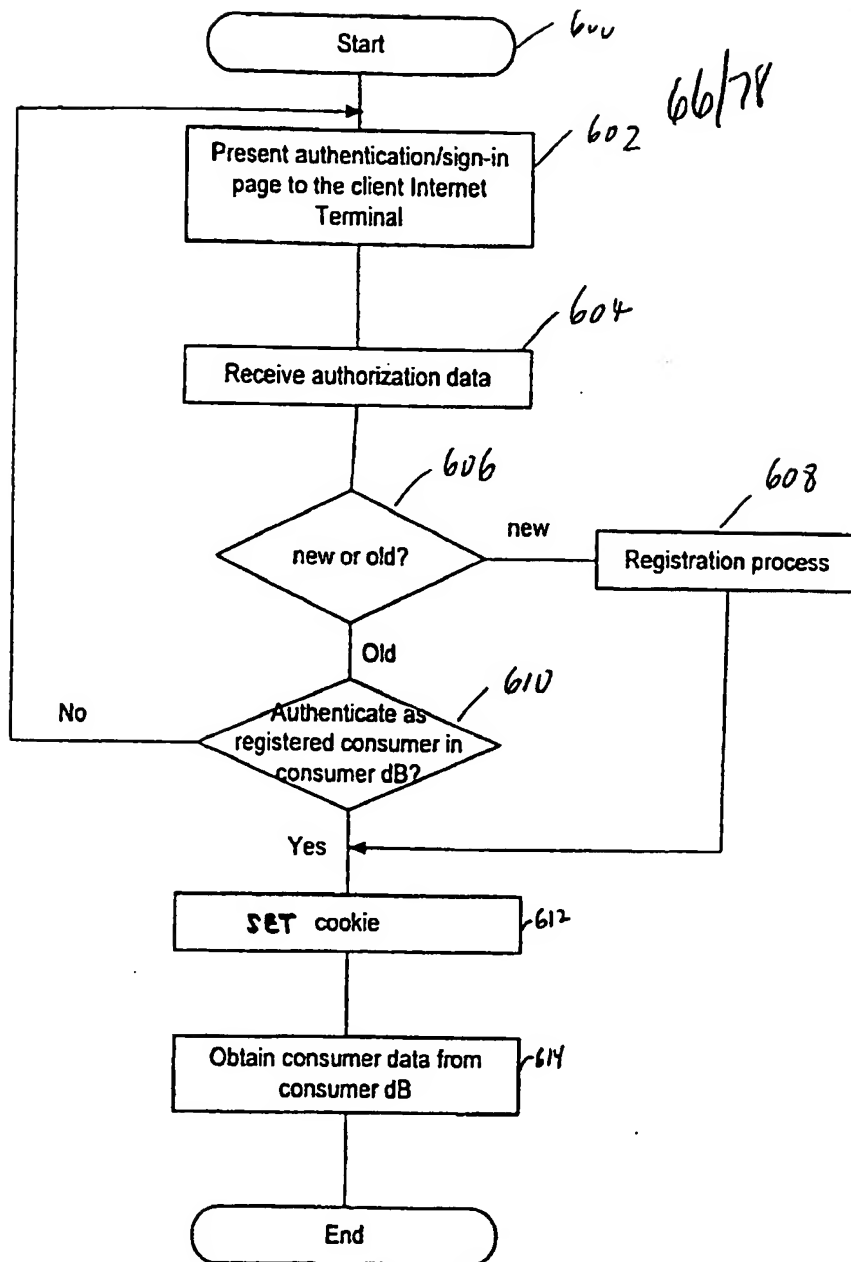 Start
600
66/78
602
Present authentication/sign-in
page to the client Internet
Terminal
604
Receive authorization data
606
new or old?
new
608
Registration process
Old
610
No
Authenticate as
registered consumer in
consumer dB?
Yes
SET cookie
612
Obtain consumer data from
consumer dB
614
End